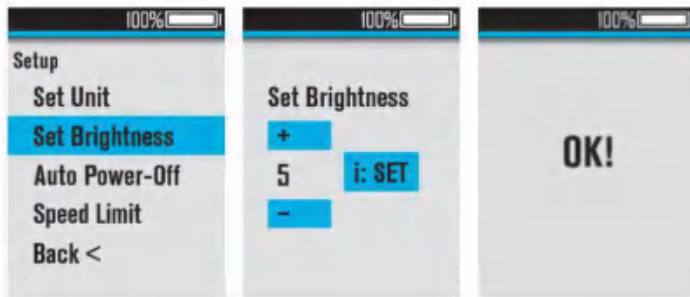 100%
Setup
Set Unit
Set Brightness
Auto Power-Off
Speed Limit
Back <
100%
Set Brightness
+
5
i: SET
−
100%
OK!